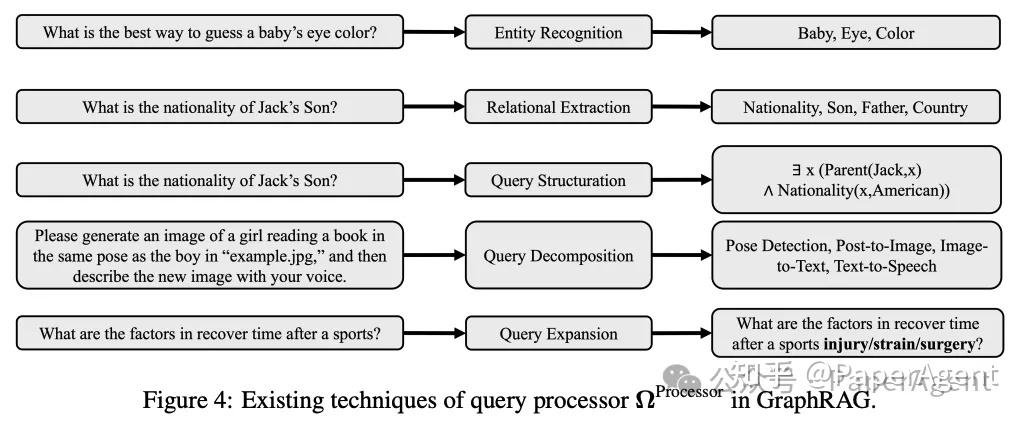 What is the best way to guess a baby's eye color?
Entity Recognition
Baby, Eye, Color
What is the nationality of Jack's Son?
Relational Extraction
Nationality, Son, Father, Country
What is the nationality of Jack's Son?
Query Structuration
∃ x (Parent(Jack,x)
∧ Nationality(x,American))
Please generate an image of a girl reading a book in
the same pose as the boy in “example.jpg,” and then
describe the new image with your voice.
Query Decomposition
Pose Detection, Post-to-Image, Image-
to-Text, Text-to-Speech
What are the factors in recover time after a sports?
Query Expansion
What are the factors in recover time
after a sports injury/strain/surgery?
公众号 @PaperAgent
Figure 4: Existing techniques of query processor Ω^Processor in GraphRAG.